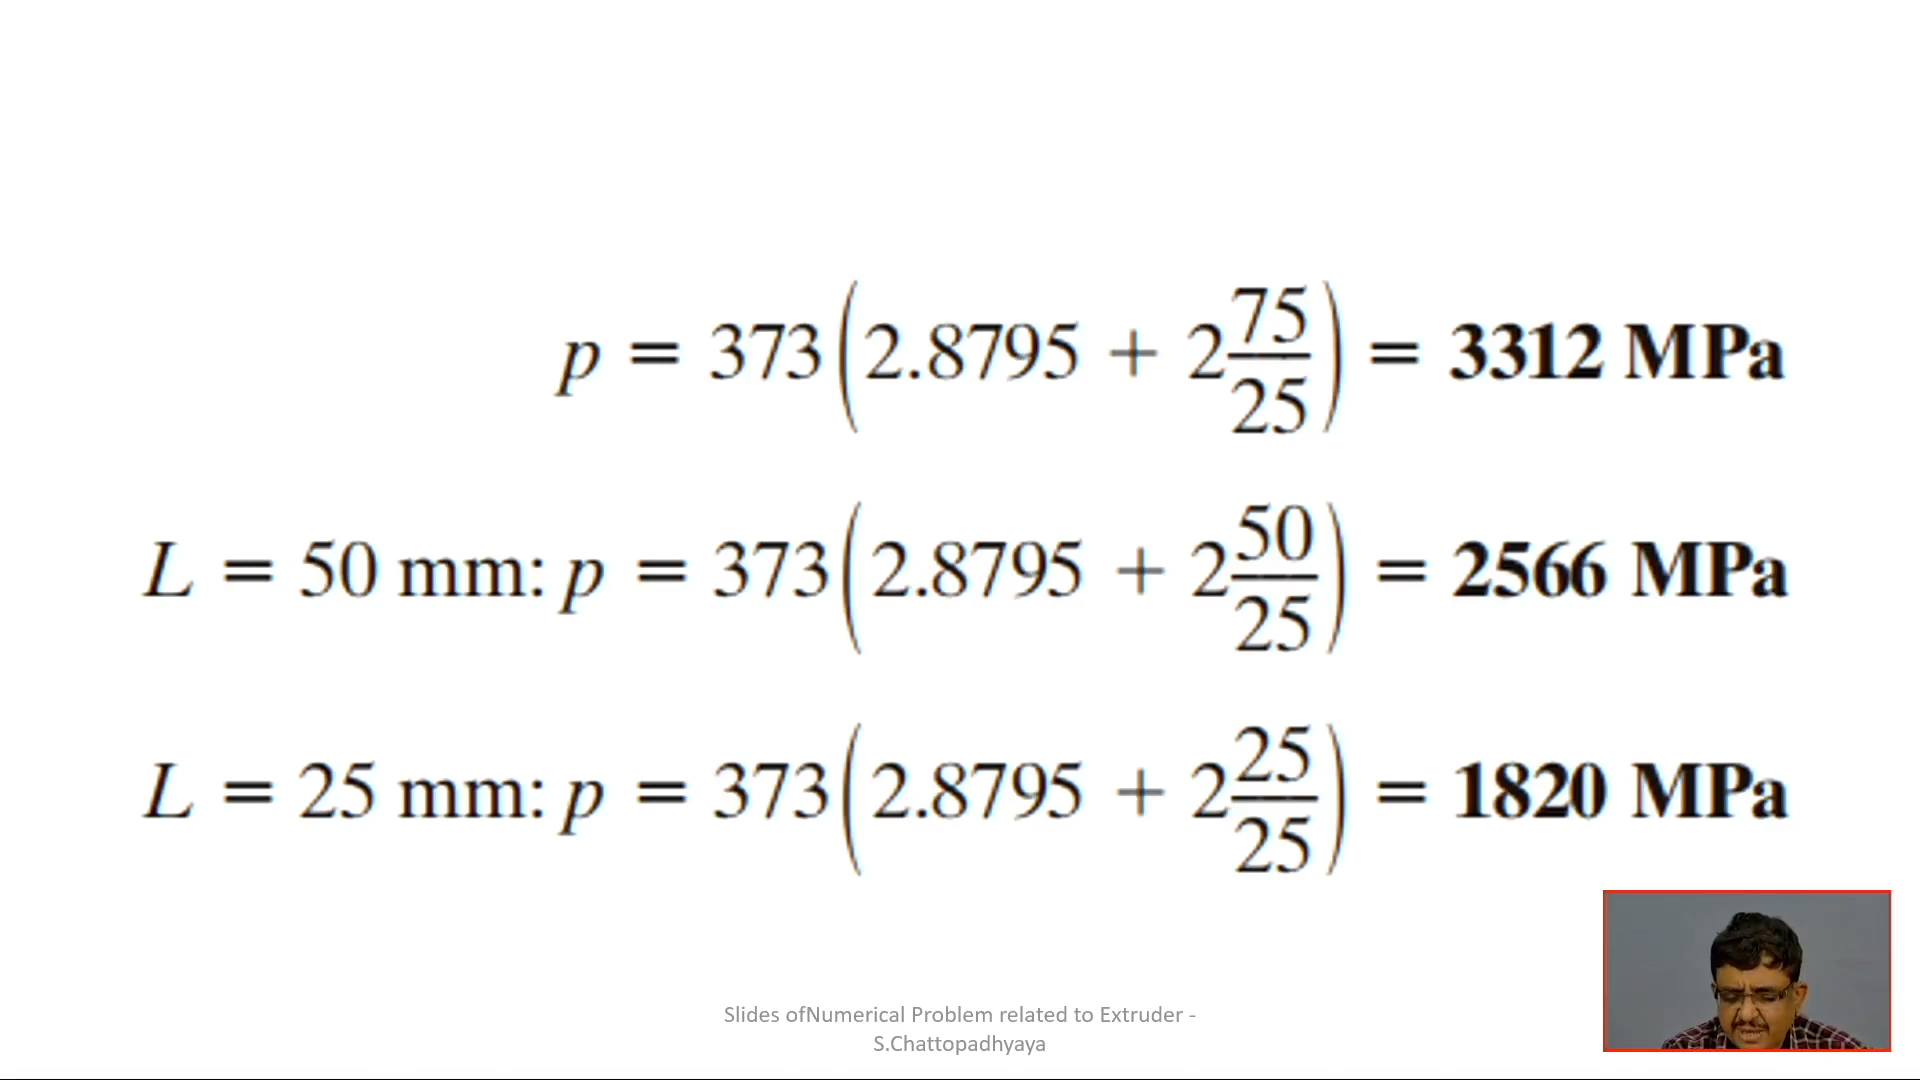 p = 373(2.8795 + 2 75/25) = 3312 MPa
L = 50 mm: p = 373(2.8795 + 2 50/25) = 2566 MPa
L = 25 mm: p = 373(2.8795 + 2 25/25) = 1820 MPa
Slides ofNumerical Problem related to Extruder -
S.Chattopadhyaya